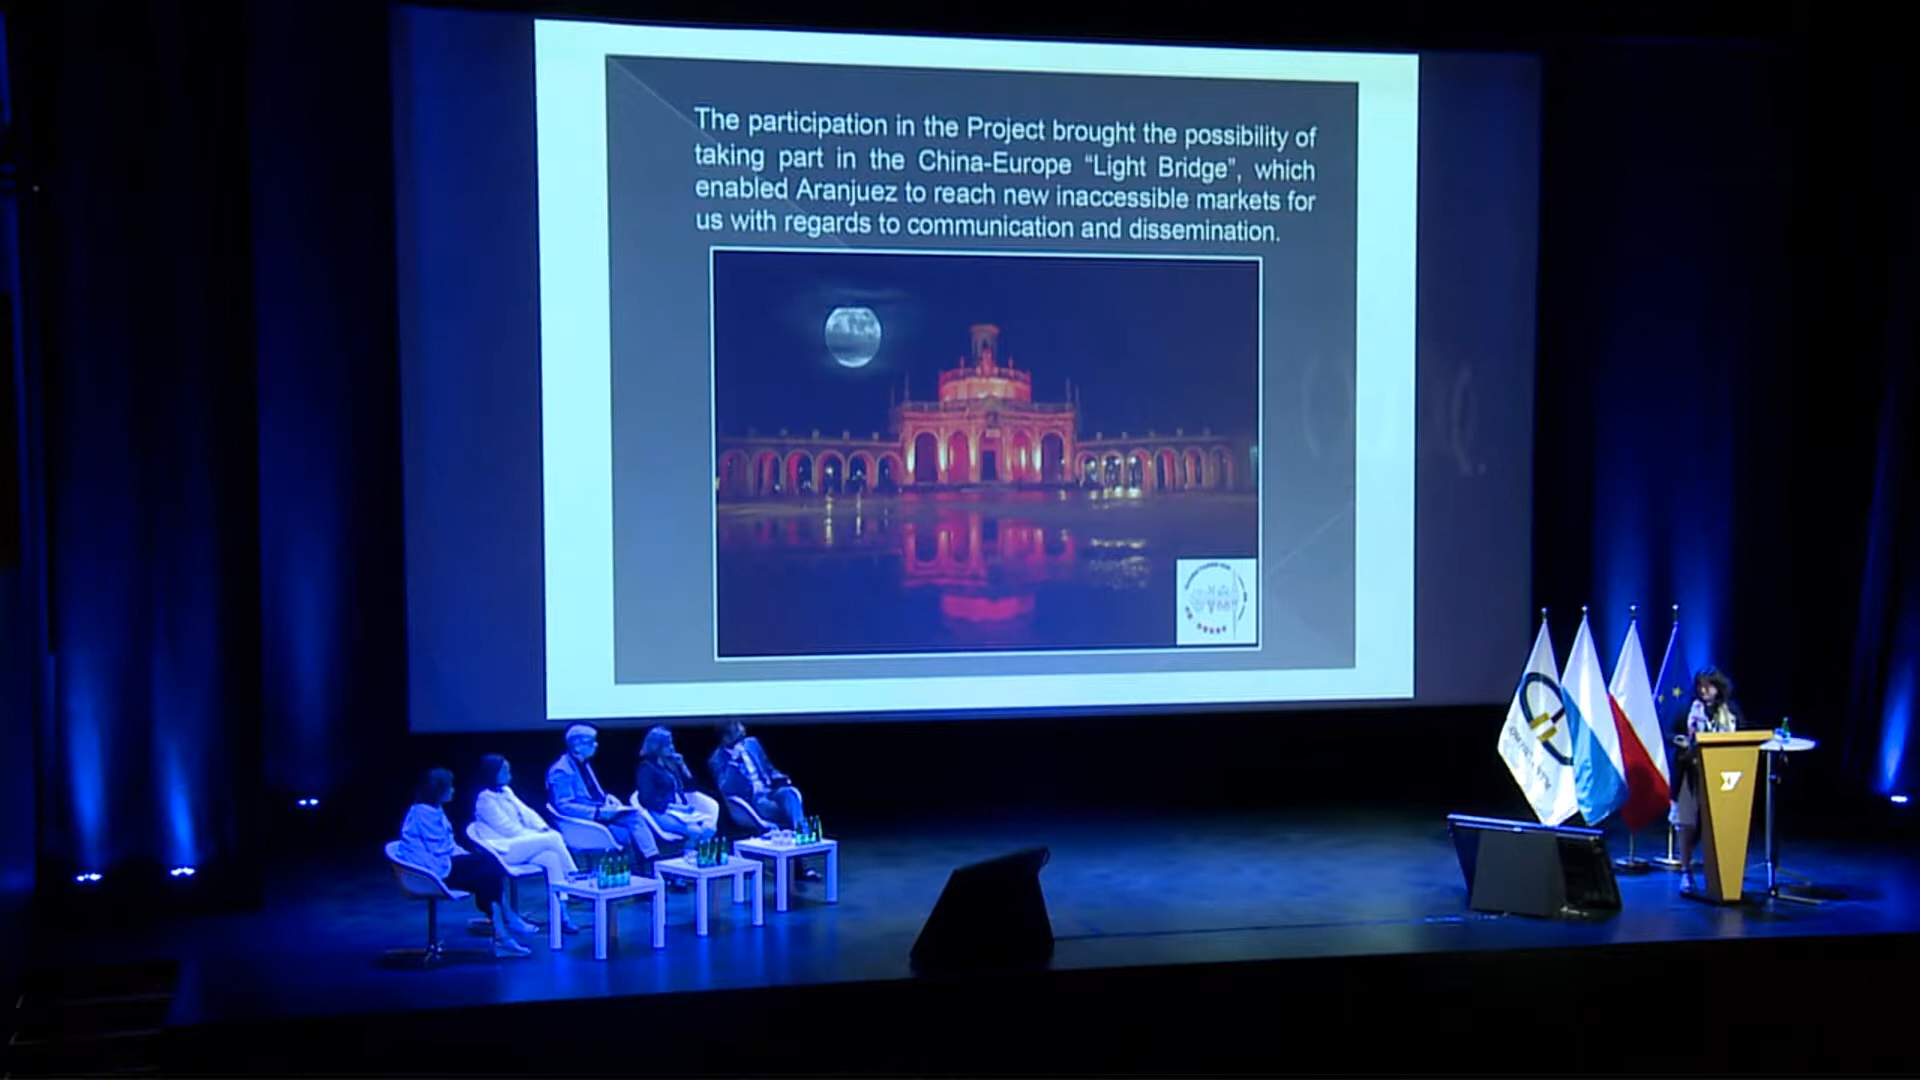 The participation in the Project brought the possibility of
taking part in the China-Europe “Light Bridge”, which
enabled Aranjuez to reach new inaccessible markets for
us with regards to communication and dissemination.